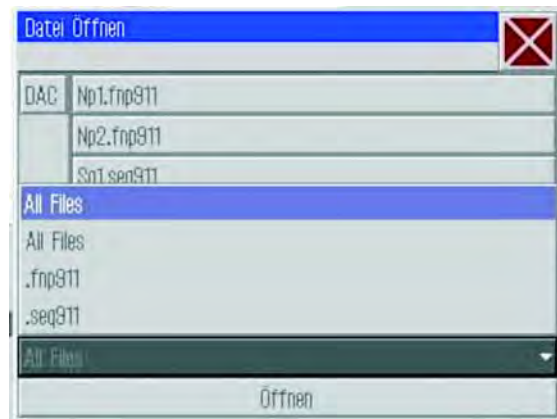 Datei Öffnen
DAC Np1.fnp911
Np2.fnp911
Sq1.seq911
All Files
All Files
.fnp911
.seq911
All Files
Öffnen